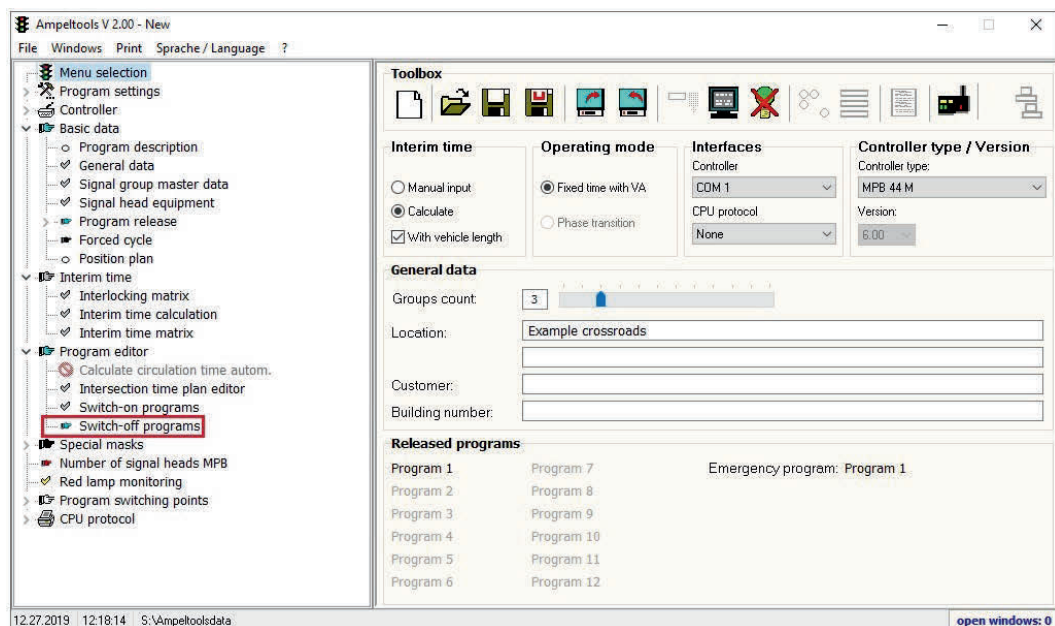 Ampeltools V 2.00 - New
File Windows Print Sprache / Language ?
Menu selection
Program settings
Controller
Basic data
Program description
General data
Signal group master data
Signal head equipment
Program release
Forced cycle
Position plan
Interim time
Interlocking matrix
Interim time calculation
Interim time matrix
Program editor
Calculate circulation time autom.
Intersection time plan editor
Switch-on programs
Switch-off programs
Special masks
Number of signal heads MPB
Red lamp monitoring
Program switching points
CPU protocol
Toolbox
Interim time
Manual input
Calculate
With vehicle length
Operating mode
Fixed time with VA
Phase transition
Interfaces
Controller
COM 1
CPU protocol
None
Controller type / Version
Controller type:
MPB 44 M
Version:
6.00
General data
Groups count: 3
Location: Example crossroads
Customer:
Building number:
Released programs
Program 1 Program 7 Emergency program: Program 1
Program 2 Program 8
Program 3 Program 9
Program 4 Program 10
Program 5 Program 11
Program 6 Program 12
12.27.2019 12:18:14 S:\Ampeltoolsdata open windows: 0